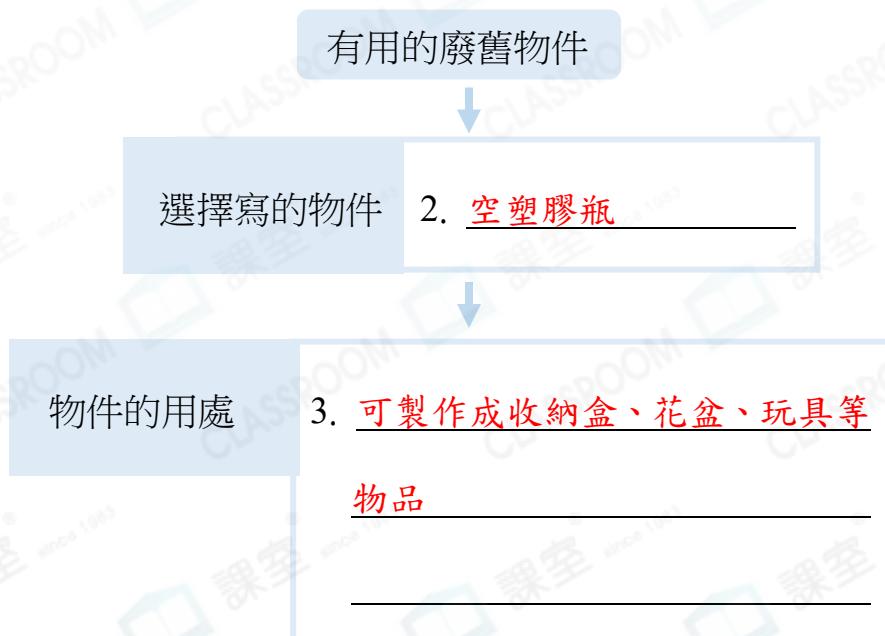 有用的廢舊物件
選擇寫的物件 2. 空塑膠瓶
物件的用處 3. 可製作成收納盒、花盆、玩具等
物品